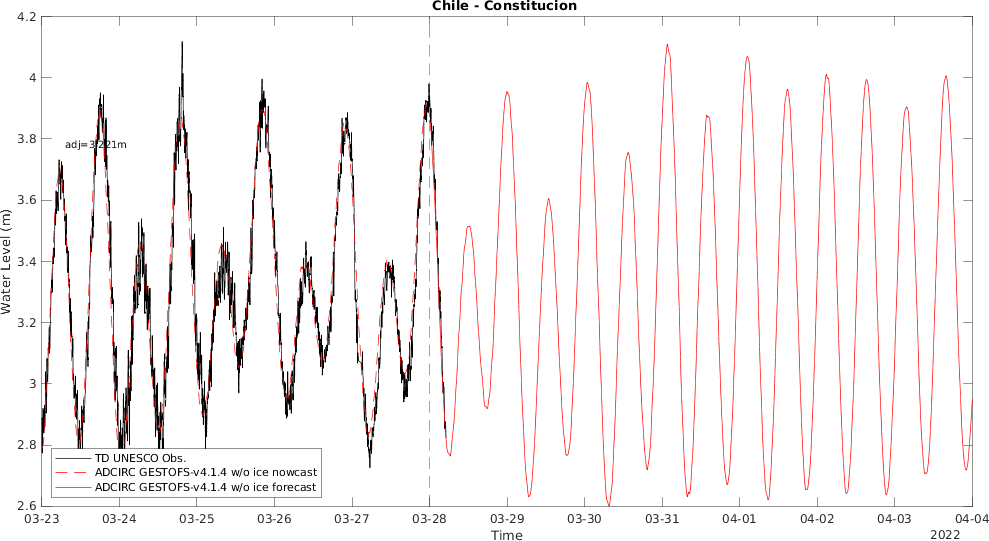 Chile - Constitucion
4.2
4
3.8
3.6
3.4
3.2
3
2.8
2.6
Water Level (m)
adj=3.221m
TD UNESCO Obs.
ADCIRC GESTOFS-v4.1.4 w/o ice nowcast
ADCIRC GESTOFS-v4.1.4 w/o ice forecast
03-23 03-24 03-25 03-26 03-27 03-28 03-29 03-30 03-31 04-01 04-02 04-03 04-04
Time
2022